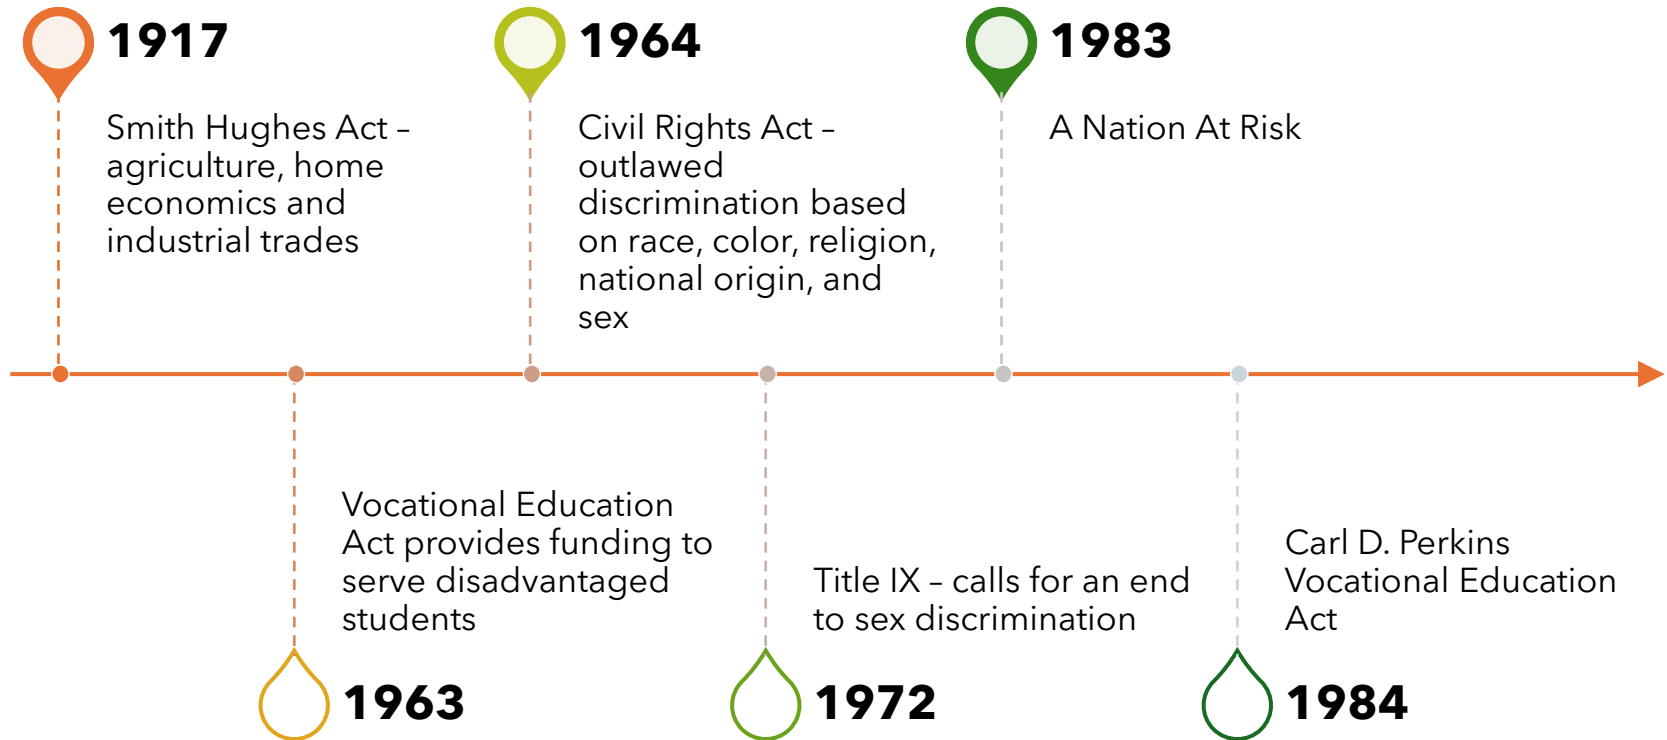 1917
Smith Hughes Act –
agriculture, home
economics and
industrial trades
1963
Vocational Education
Act provides funding to
serve disadvantaged
students
1964
Civil Rights Act –
outlawed
discrimination based
on race, color, religion,
national origin, and
sex
1972
Title IX – calls for an end
to sex discrimination
1983
A Nation At Risk
1984
Carl D. Perkins
Vocational Education
Act